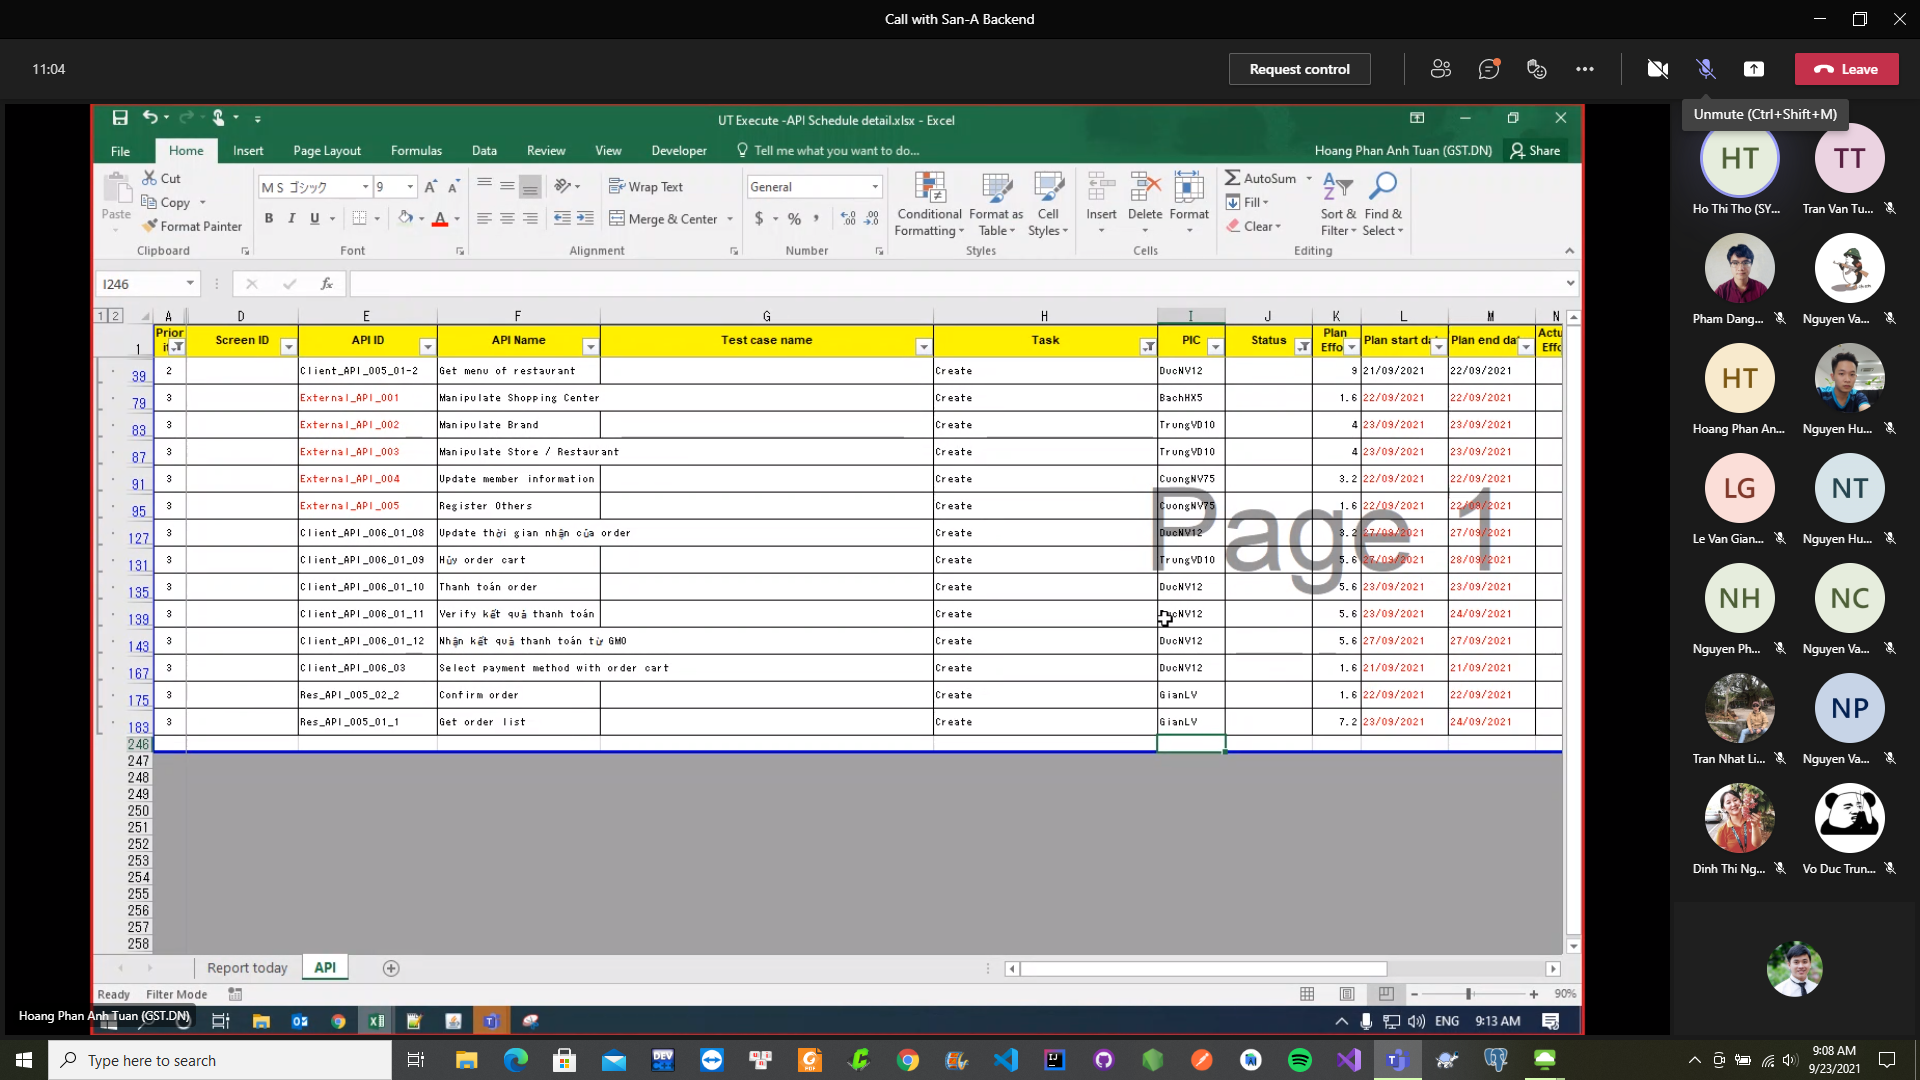 Call with San-A Backend
11:04
Request control
Leave
Unmute (Ctrl+Shift+M)
UT Execute -API Schedule detail.xlsx - Excel
File Home Insert Page Layout Formulas Data Review View Developer Tell me what you want to do...
Hoang Phan Anh Tuan (GST.DN) Share
Paste Cut Copy Format Painter Clipboard
MS ゴシック 9 B I U A Font
Wrap Text Merge & Center Alignment
General $ % , Number
Conditional Formatting Format as Table Cell Styles Styles
Insert Delete Format Cells
AutoSum Fill Clear Sort & Filter Find & Select Editing
I246 fx
1 2 A D E F G H I J K L M N
1 Prior it Screen ID API ID API Name Test case name Task PIC Status Plan Effo Plan start da Plan end da Actu Effo
39 2 Client_API_005_01-2 Get menu of restaurant Create DucNV12 9 21/09/2021 22/09/2021
79 3 External_API_001 Manipulate Shopping Center Create BachHX5 1.6 22/09/2021 22/09/2021
83 3 External_API_002 Manipulate Brand Create TrungVD10 4 23/09/2021 23/09/2021
87 3 External_API_003 Manipulate Store / Restaurant Create TrungVD10 4 23/09/2021 23/09/2021
91 3 External_API_004 Update member information Create CuongNV75 3.2 22/09/2021 22/09/2021
95 3 External_API_005 Register Others Create CuongNV75 1.6 22/09/2021 22/09/2021
127 3 Client_API_006_01_08 Update thời gian nhận của order Create DucNV12 3.2 27/09/2021 27/09/2021
131 3 Client_API_006_01_09 Hủy order cart Create TrungVD10 5.6 27/09/2021 28/09/2021
135 3 Client_API_006_01_10 Thanh toán order Create DucNV12 5.6 23/09/2021 23/09/2021
139 3 Client_API_006_01_11 Verify kết quả thanh toán Create DucNV12 5.6 23/09/2021 24/09/2021
143 3 Client_API_006_01_12 Nhận kết quả thanh toán từ GMO Create DucNV12 5.6 27/09/2021 27/09/2021
167 3 Client_API_006_03 Select payment method with order cart Create DucNV12 1.6 21/09/2021 21/09/2021
175 3 Res_API_005_02_2 Confirm order Create GianLV 1.6 22/09/2021 22/09/2021
183 3 Res_API_005_01_1 Get order list Create GianLV 7.2 23/09/2021 24/09/2021
Page 1
246
247
248
249
250
251
252
253
254
255
256
257
258
Report today API
Ready Filter Mode 90%
Hoang Phan Anh Tuan (GST.DN)
ENG 9:13 AM
HT TT
Ho Thi Tho (SY... Tran Van Tu...
Pham Dang... Nguyen Va...
HT
Hoang Phan An... Nguyen Hu...
LG NT
Le Van Gian... Nguyen Hu...
NH NC
Nguyen Ph... Nguyen Va...
NP
Tran Nhat Li... Nguyen Va...
Dinh Thi Ng... Vo Duc Trun...
Type here to search
DEV
9:08 AM
9/23/2021